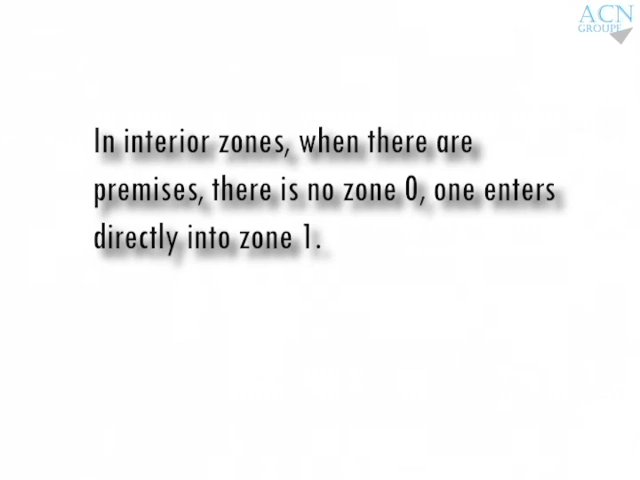 ACN
GROUPE
In interior zones, when there are
premises, there is no zone 0, one enters
directly into zone 1.